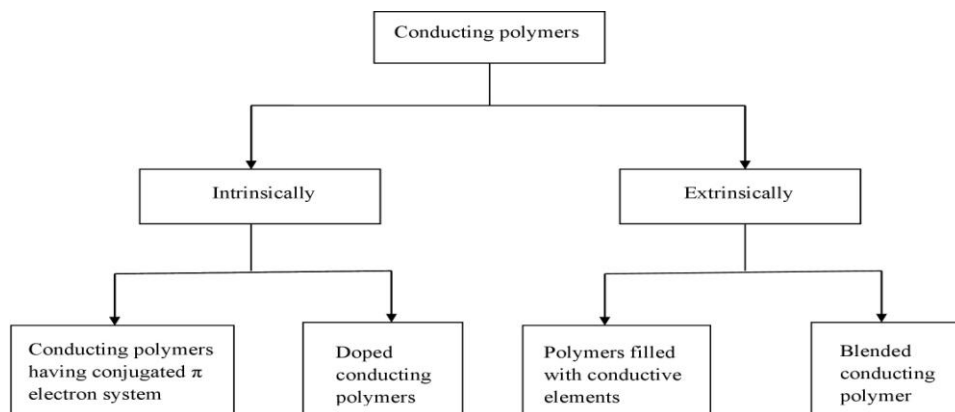 Conducting polymers
Intrinsically
Extrinsically
Conducting polymers
having conjugated π
electron system
Doped
conducting
polymers
Polymers filled
with conductive
elements
Blended
conducting
polymer